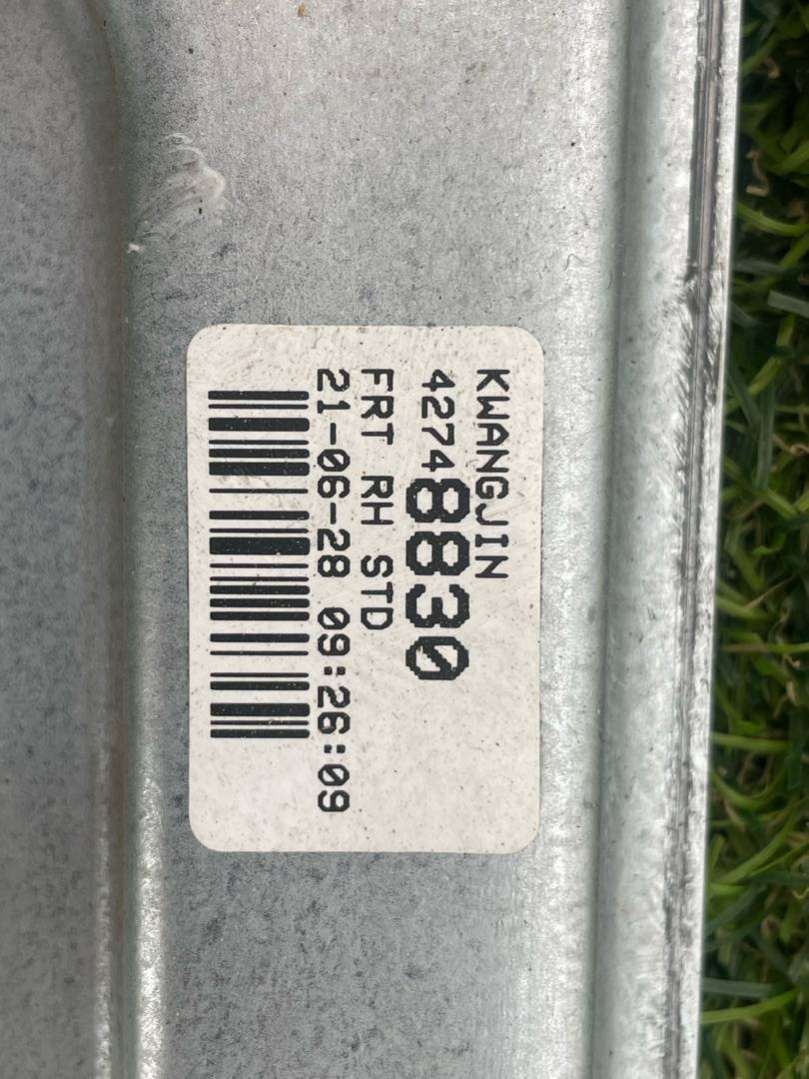 KWANGJIN
42748830
FRT RH STD
21-06-28 09:26:09